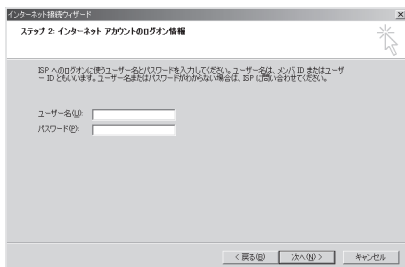 インターネット接続ウィザード
ステップ 2: インターネット アカウントのログオン情報
ISP へのログオンに使うユーザー名とパスワードを入力してください。ユーザー名は、メンバ ID またはユーザ
ー ID ともいいます。ユーザー名またはパスワードがわからない場合は、ISP に問い合わせてください。
ユーザー名(U):
パスワード(P):
< 戻る(B)
次へ(N) >
キャンセル